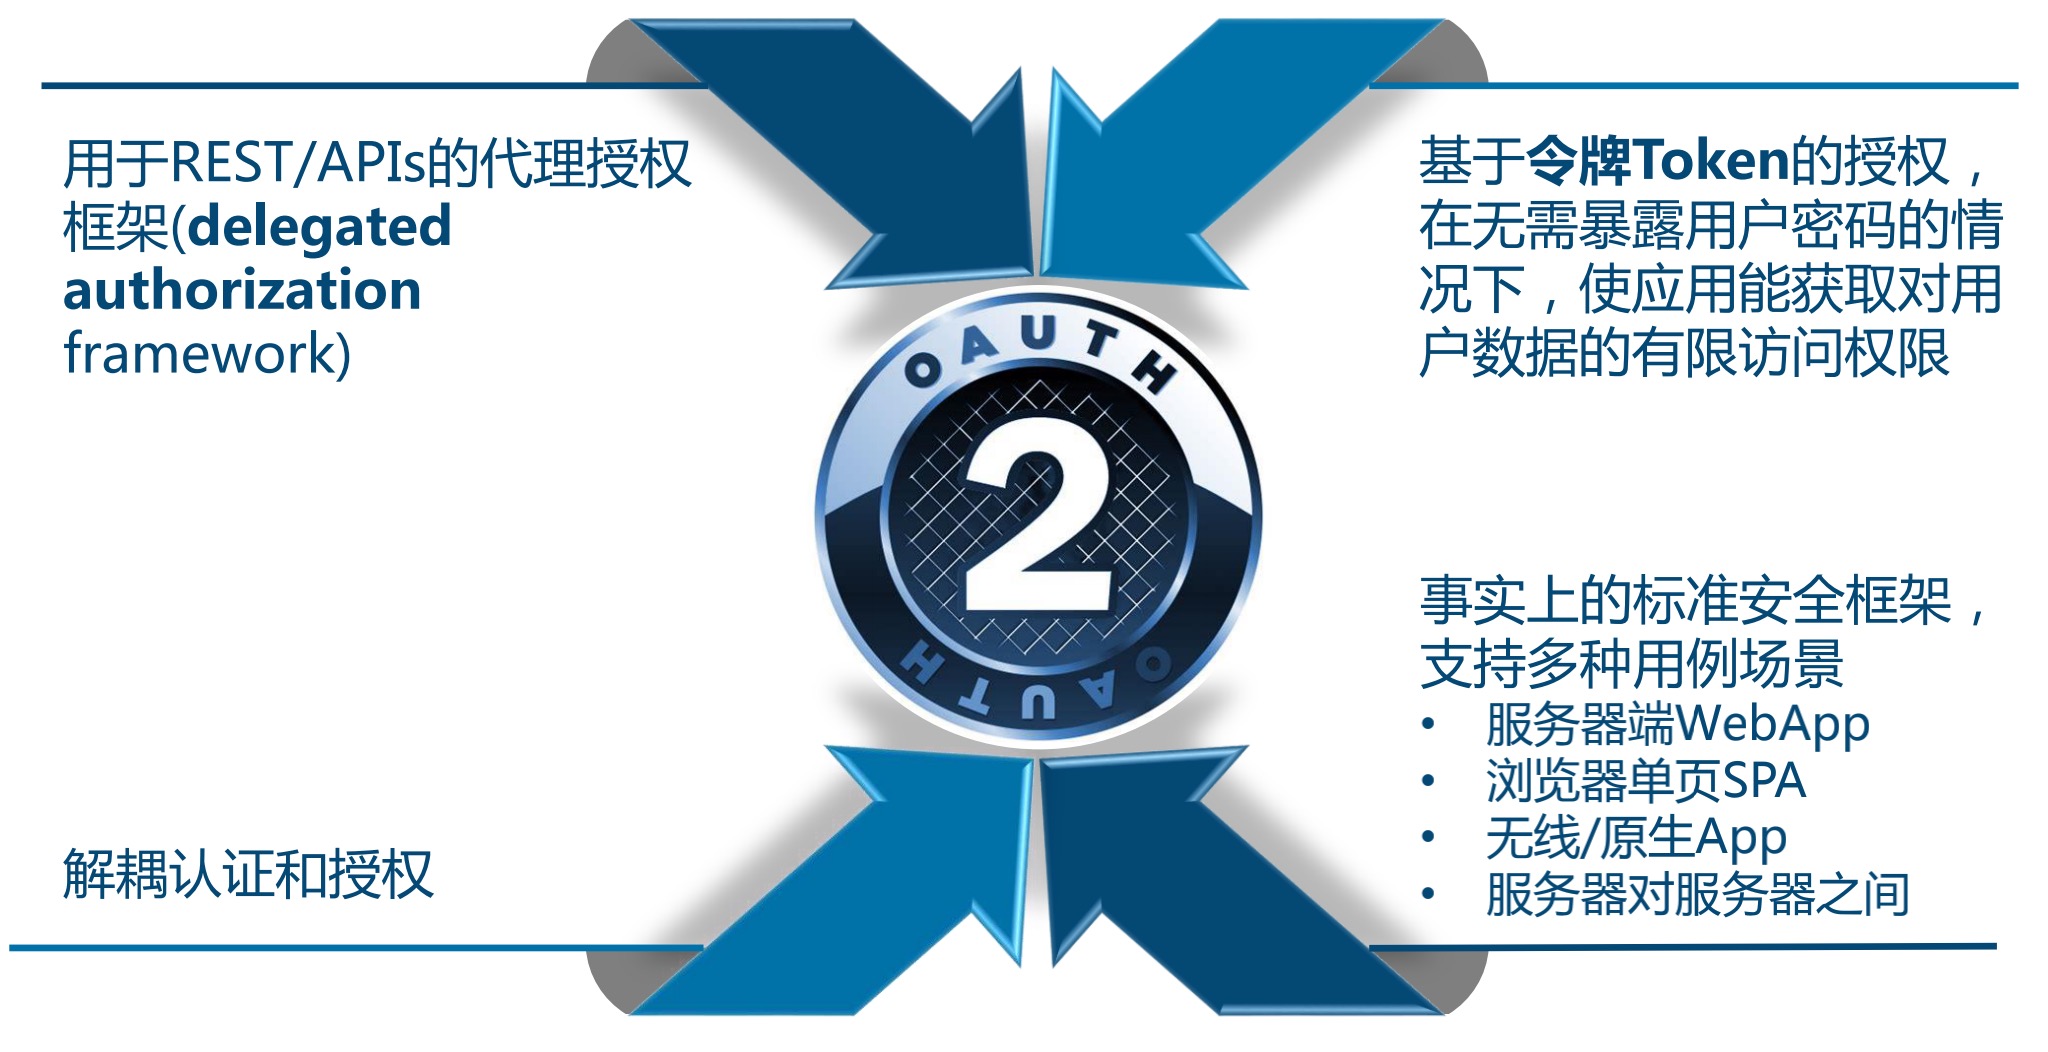 用于REST/APIs的代理授权
框架(delegated
authorization
framework)
基于令牌Token的授权，
在无需暴露用户密码的情
况下，使应用能获取对用
户数据的有限访问权限
OAUTH
2
OAUTH
解耦认证和授权
事实上的标准安全框架，
支持多种用例场景
• 服务器端WebApp
• 浏览器单页SPA
• 无线/原生App
• 服务器对服务器之间